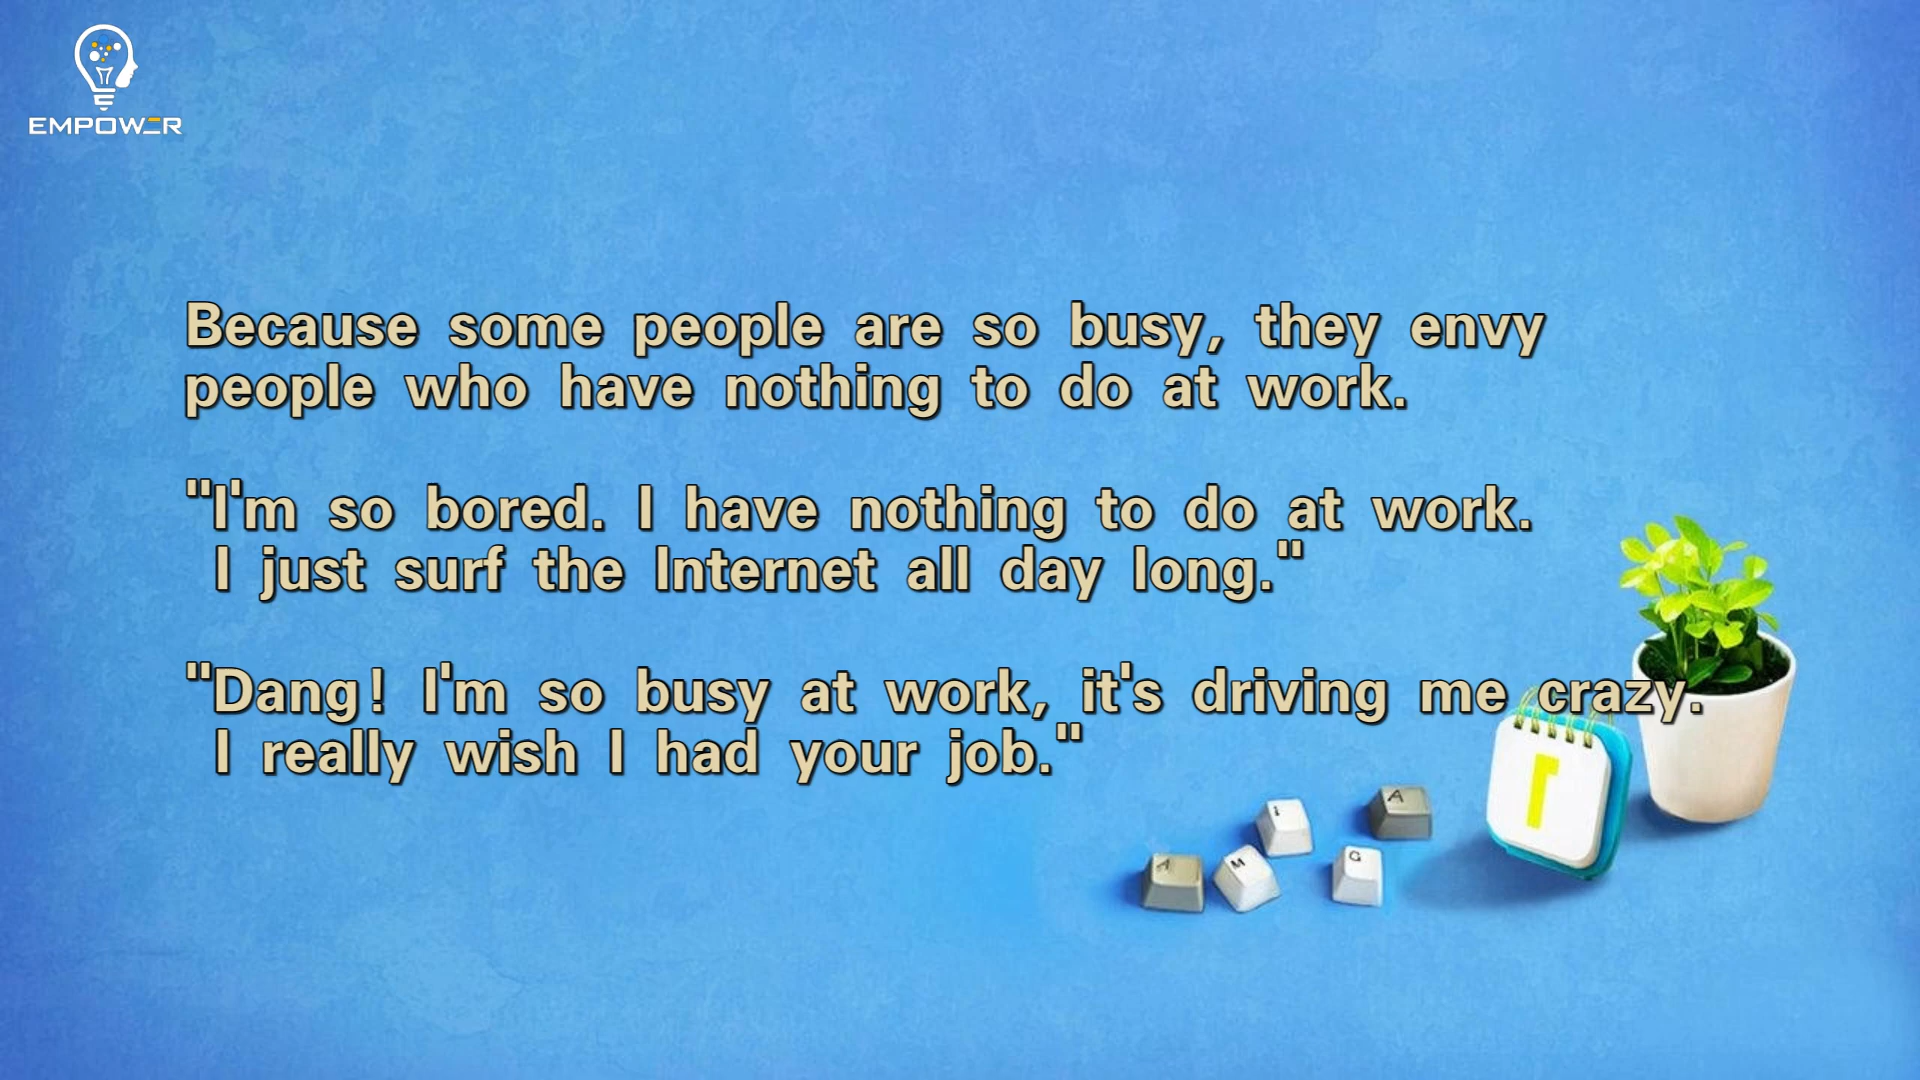 EMPOWER
Because some people are so busy, they envy
people who have nothing to do at work.
"I'm so bored. I have nothing to do at work.
I just surf the Internet all day long."
"Dang! I'm so busy at work, it's driving me crazy.
I really wish I had your job."
1
i
A
A
M
G